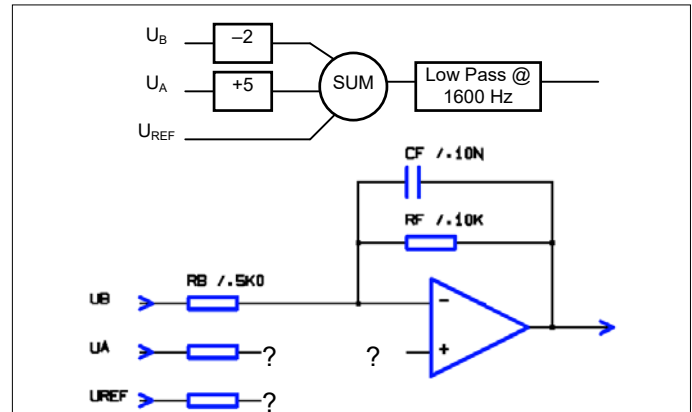 UB –2
UA +5 SUM Low Pass @
1600 Hz
UREF
CF /.10N
RF /.10K
RB /.5K0
UB
-
UA ? ? +
UREF ?